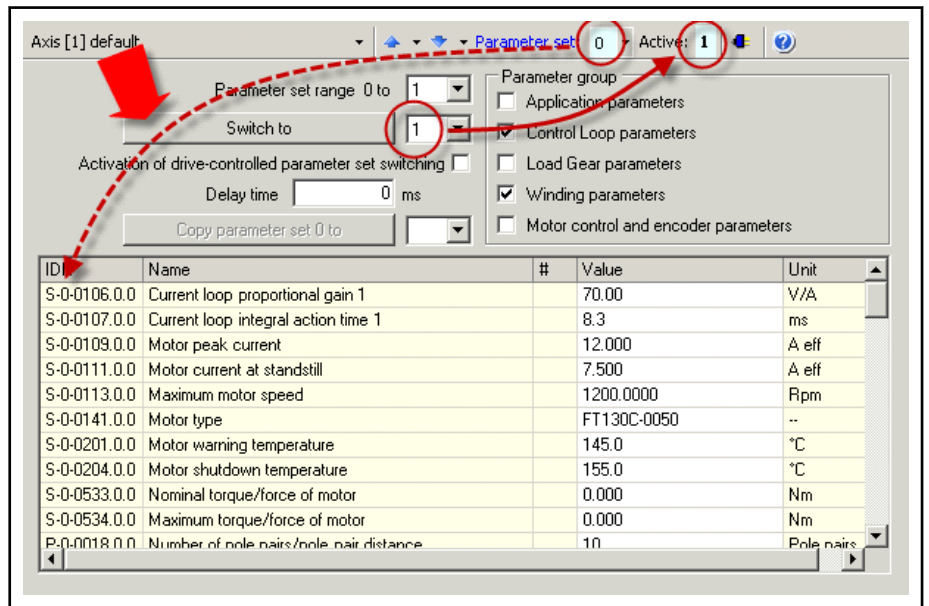 Axis [1] default Parameter set 0 Active: 1
Parameter set range 0 to 1
Switch to 1
Activation of drive-controlled parameter set switching
Delay time 0 ms
Copy parameter set 0 to
Parameter group
Application parameters
Control Loop parameters
Load Gear parameters
Winding parameters
Motor control and encoder parameters
IDN Name # Value Unit
S-0-0106.0.0 Current loop proportional gain 1 70.00 V/A
S-0-0107.0.0 Current loop integral action time 1 8.3 ms
S-0-0109.0.0 Motor peak current 12.000 A eff
S-0-0111.0.0 Motor current at standstill 7.500 A eff
S-0-0113.0.0 Maximum motor speed 1200.0000 Rpm
S-0-0141.0.0 Motor type FT130C-0050 --
S-0-0201.0.0 Motor warning temperature 145.0 °C
S-0-0204.0.0 Motor shutdown temperature 155.0 °C
S-0-0533.0.0 Nominal torque/force of motor 0.000 Nm
S-0-0534.0.0 Maximum torque/force of motor 0.000 Nm
P-0-0018.0.0 Number of pole pairs/pole pair distance 10 Pole pairs